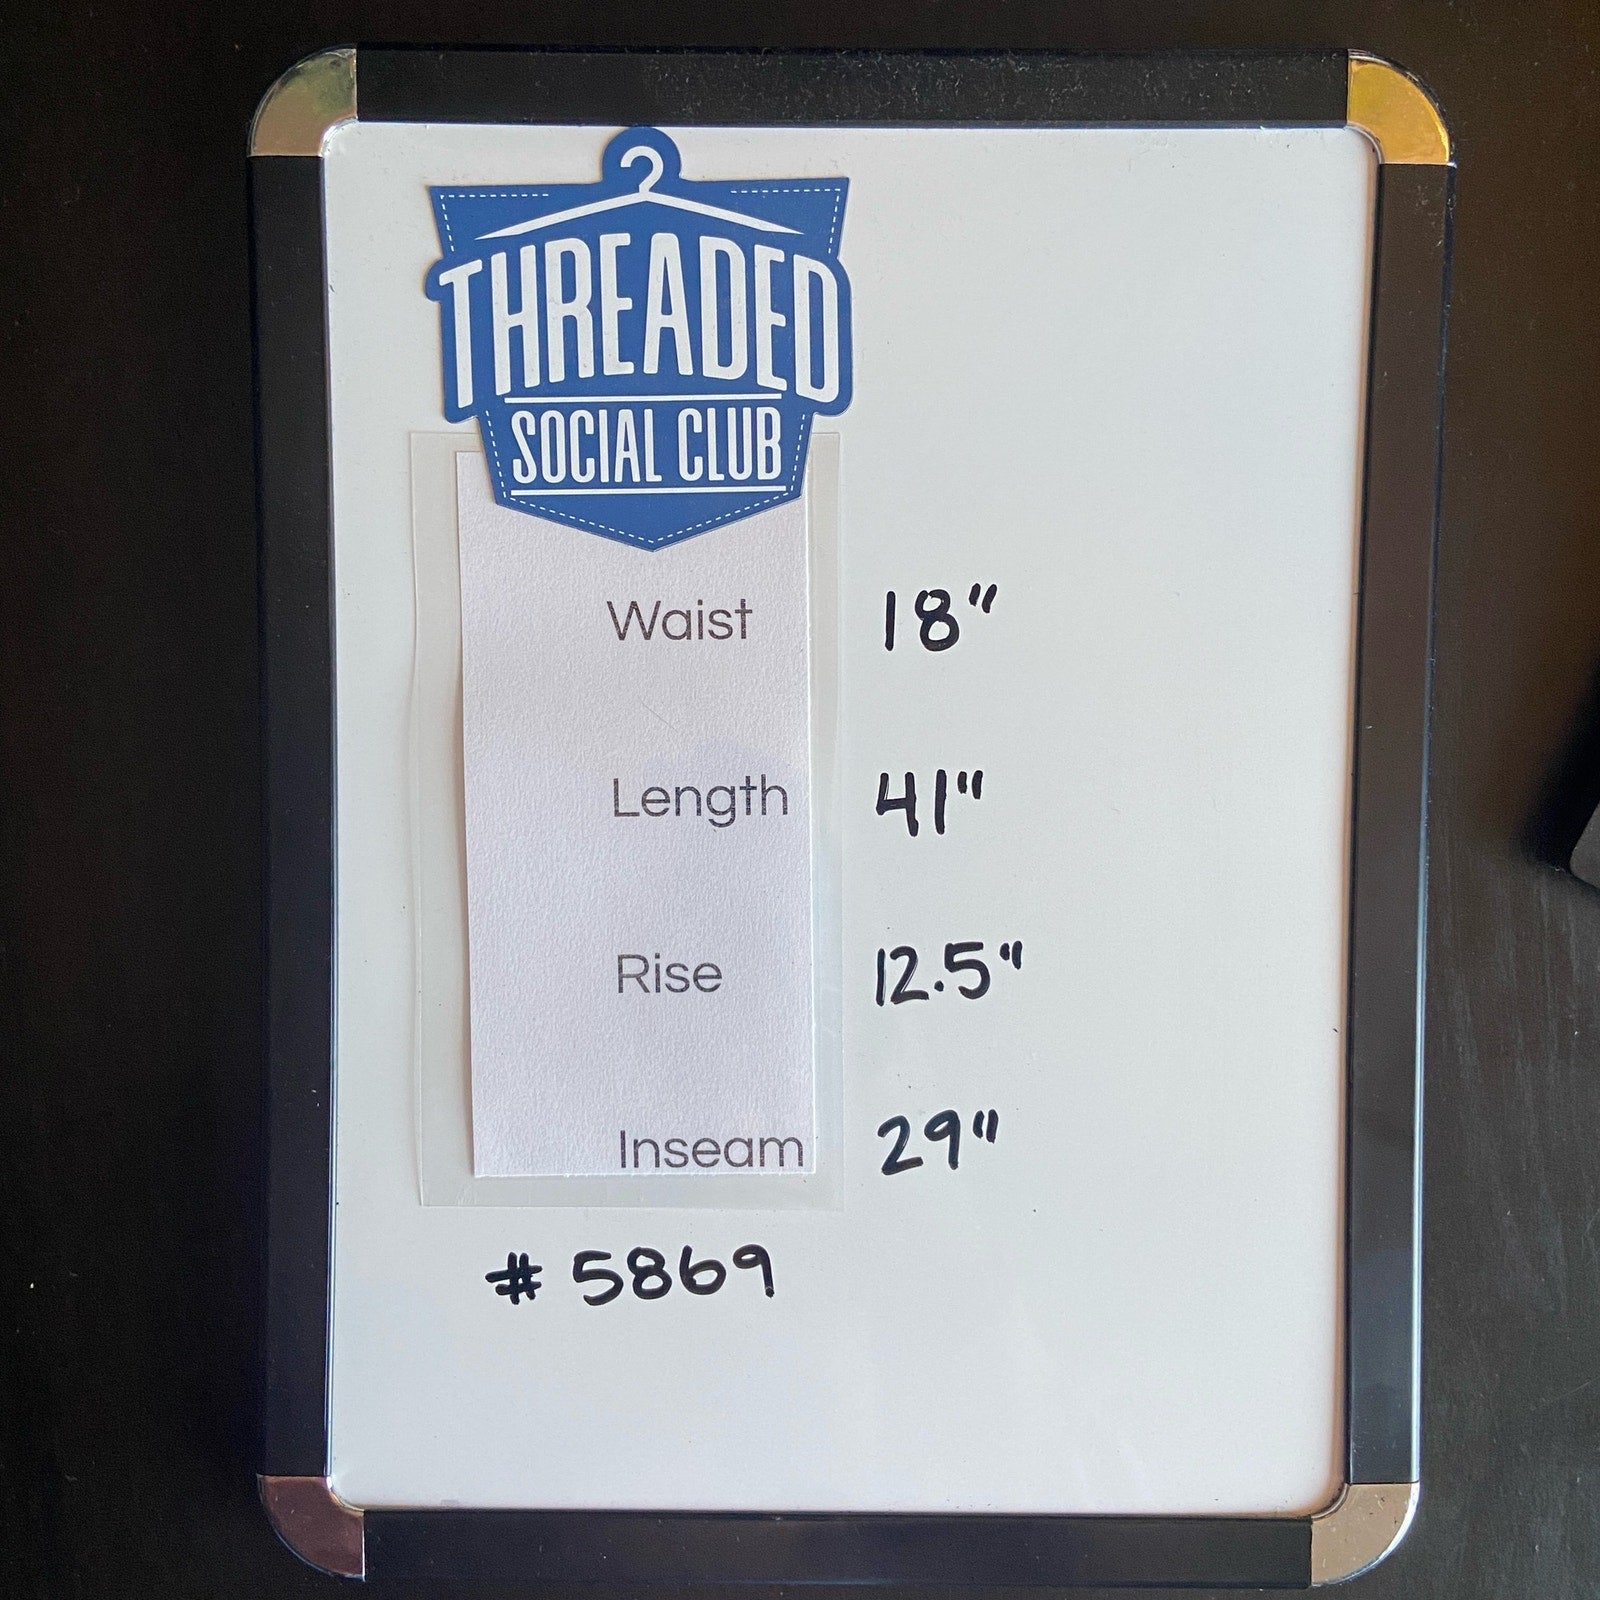 THREADED
SOCIAL CLUB
Waist 18"
Length 41"
Rise 12.5"
Inseam 29"
# 5869